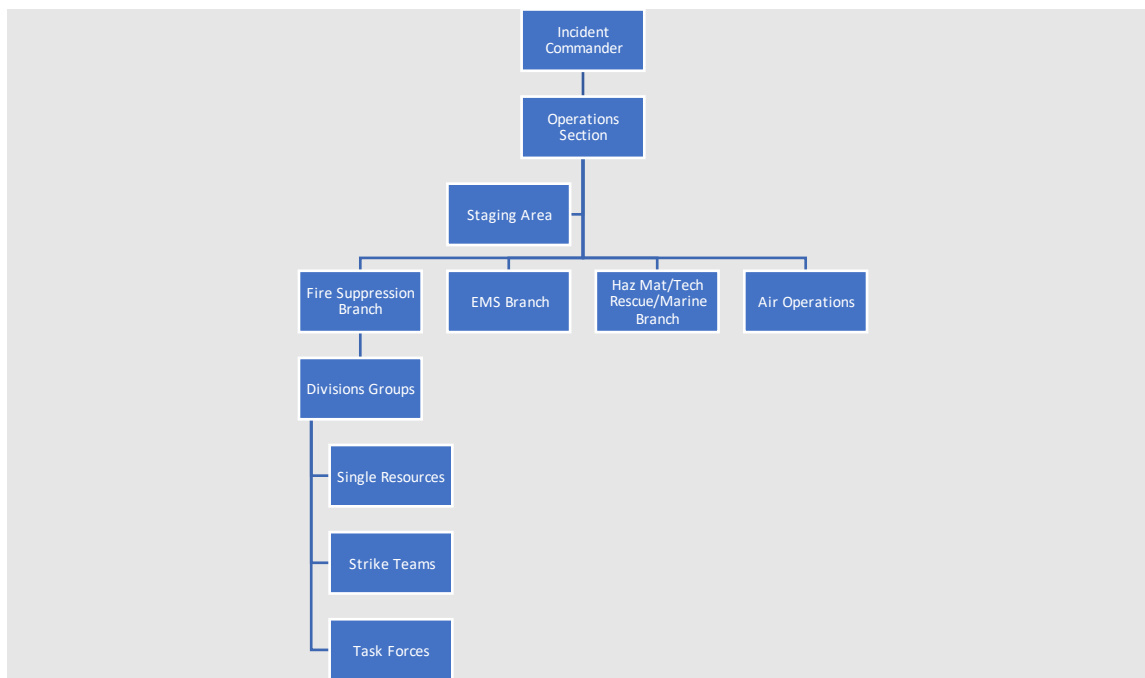 Incident
Commander
Operations
Section
Staging Area
Fire Suppression
Branch
EMS Branch
Haz Mat/Tech
Rescue/Marine
Branch
Air Operations
Divisions Groups
Single Resources
Strike Teams
Task Forces